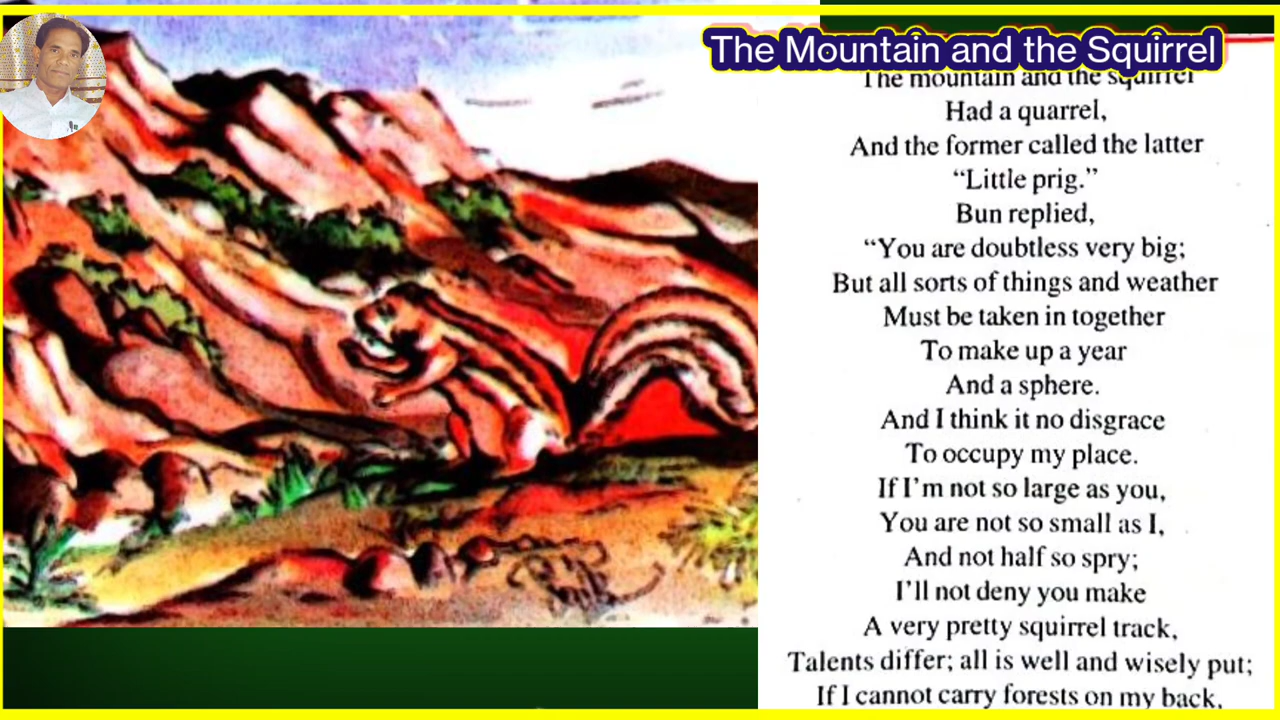 The Mountain and the Squirrel
The mountain and the squirrel
Had a quarrel,
And the former called the latter
“Little prig.”
Bun replied,
“You are doubtless very big;
But all sorts of things and weather
Must be taken in together
To make up a year
And a sphere.
And I think it no disgrace
To occupy my place.
If I’m not so large as you,
You are not so small as I,
And not half so spry;
I’ll not deny you make
A very pretty squirrel track,
Talents differ; all is well and wisely put;
If I cannot carry forests on my back,